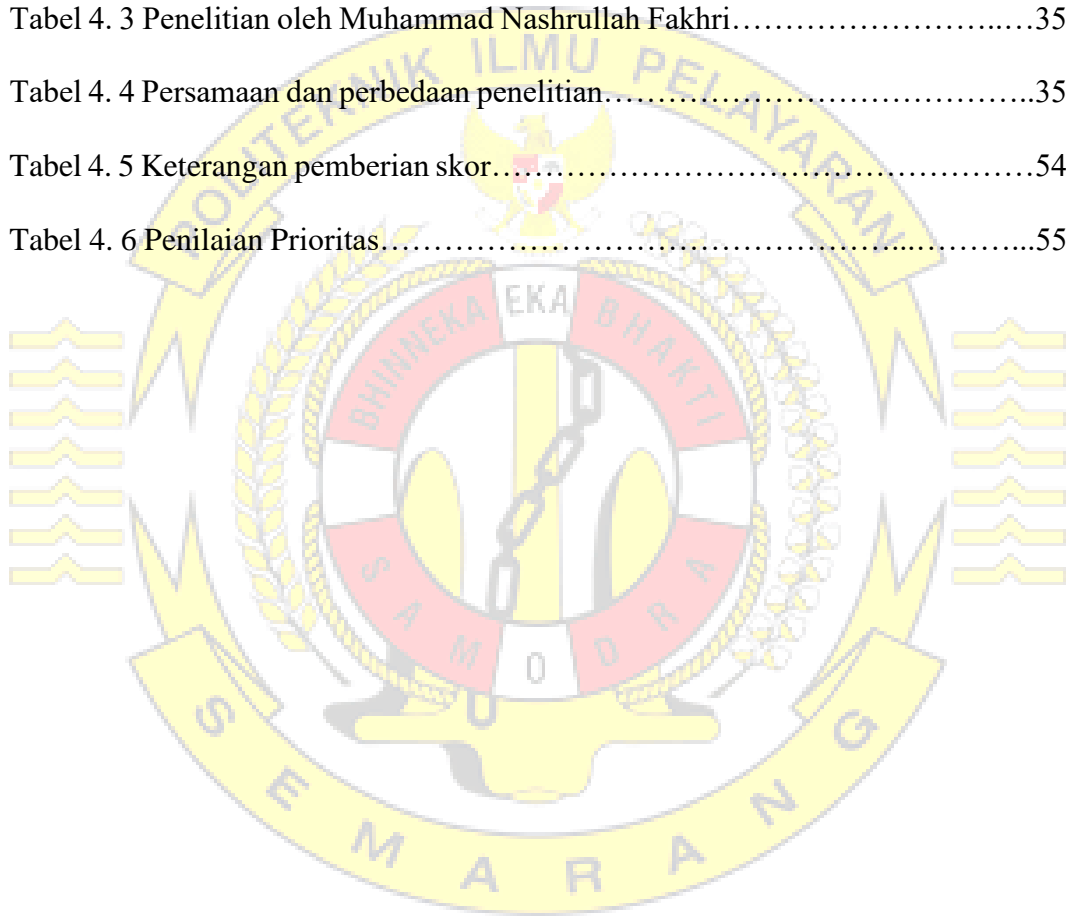 Tabel 4. 3 Penelitian oleh Muhammad Nashrullah Fakhri……………………..…35
Tabel 4. 4 Persamaan dan perbedaan penelitian…………………………………..35
Tabel 4. 5 Keterangan pemberian skor……………………………………………54
Tabel 4. 6 Penilaian Prioritas…………………………………………..………...55
POLITEKNIK ILMU PELAYARAN
BHINNEKA EKA BHAKTI
SAMODRA
SEMARANG